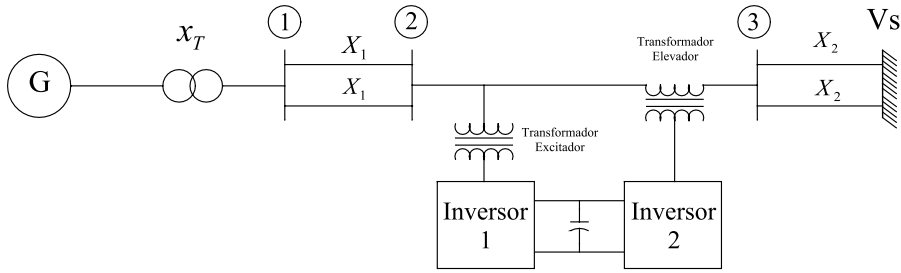 1
2
3
Vs
x_T
X_1
X_2
Transformador
Elevador
G
X_1
X_2
Transformador
Excitador
Inversor
1
Inversor
2